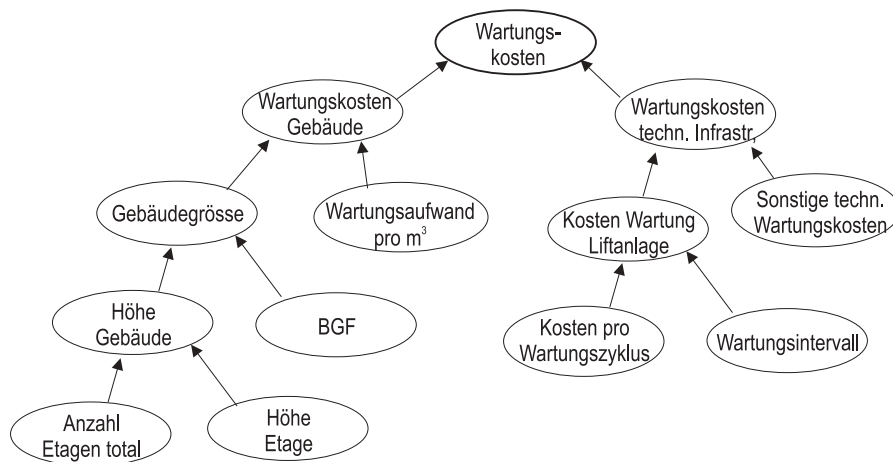 Wartungs-
kosten
Wartungskosten
Gebäude
Wartungskosten
techn. Infrastr.
Gebäudegrösse
Wartungsaufwand
pro m³
Kosten Wartung
Liftanlage
Sonstige techn.
Wartungskosten
Höhe
Gebäude
BGF
Kosten pro
Wartungszyklus
Wartungsintervall
Anzahl
Etagen total
Höhe
Etage